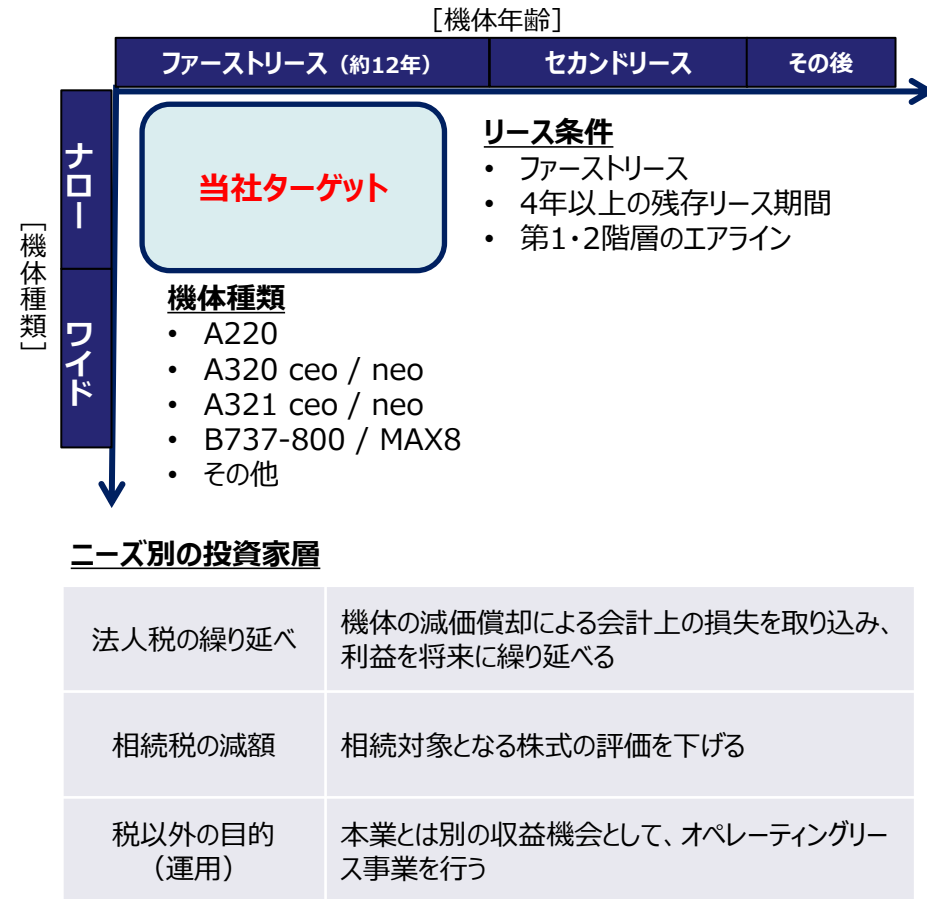 ［機体年齢］
ファーストリース（約12年）
セカンドリース
その後
［機体種類］
ナロー
ワイド
当社ターゲット
リース条件
• ファーストリース
• 4年以上の残存リース期間
• 第1・2階層のエアライン
機体種類
• A220
• A320 ceo / neo
• A321 ceo / neo
• B737-800 / MAX8
• その他
ニーズ別の投資家層
法人税の繰り延べ
機体の減価償却による会計上の損失を取り込み、
利益を将来に繰り延べる
相続税の減額
相続対象となる株式の評価を下げる
税以外の目的
（運用）
本業とは別の収益機会として、オペレーティングリー
ス事業を行う